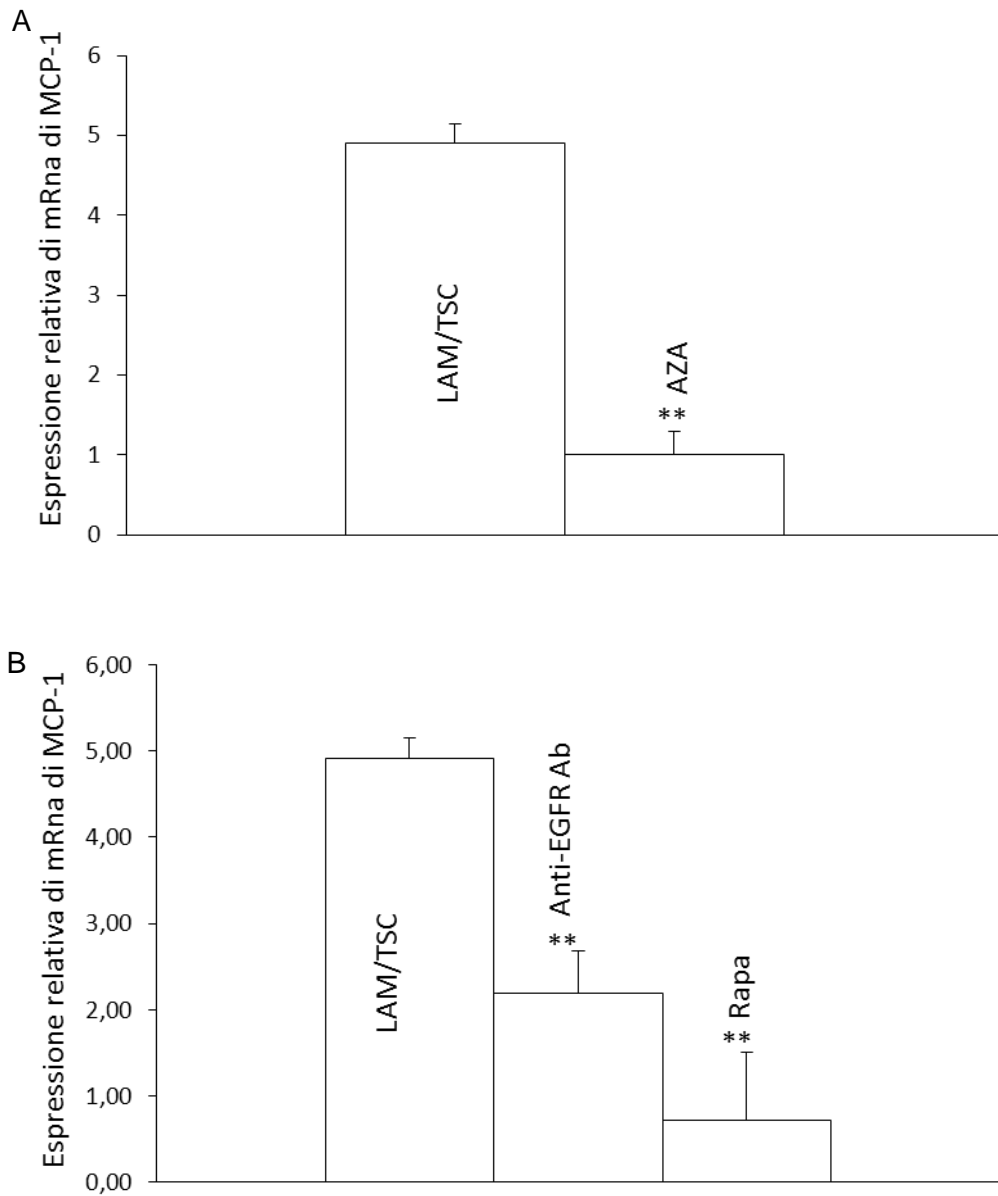 A
Espressione relativa di mRna di MCP-1
6
5
4
3
2
1
0
LAM/TSC
** AZA
B
Espressione relativa di mRna di MCP-1
6,00
5,00
4,00
3,00
2,00
1,00
0,00
LAM/TSC
** Anti-EGFR Ab
** Rapa